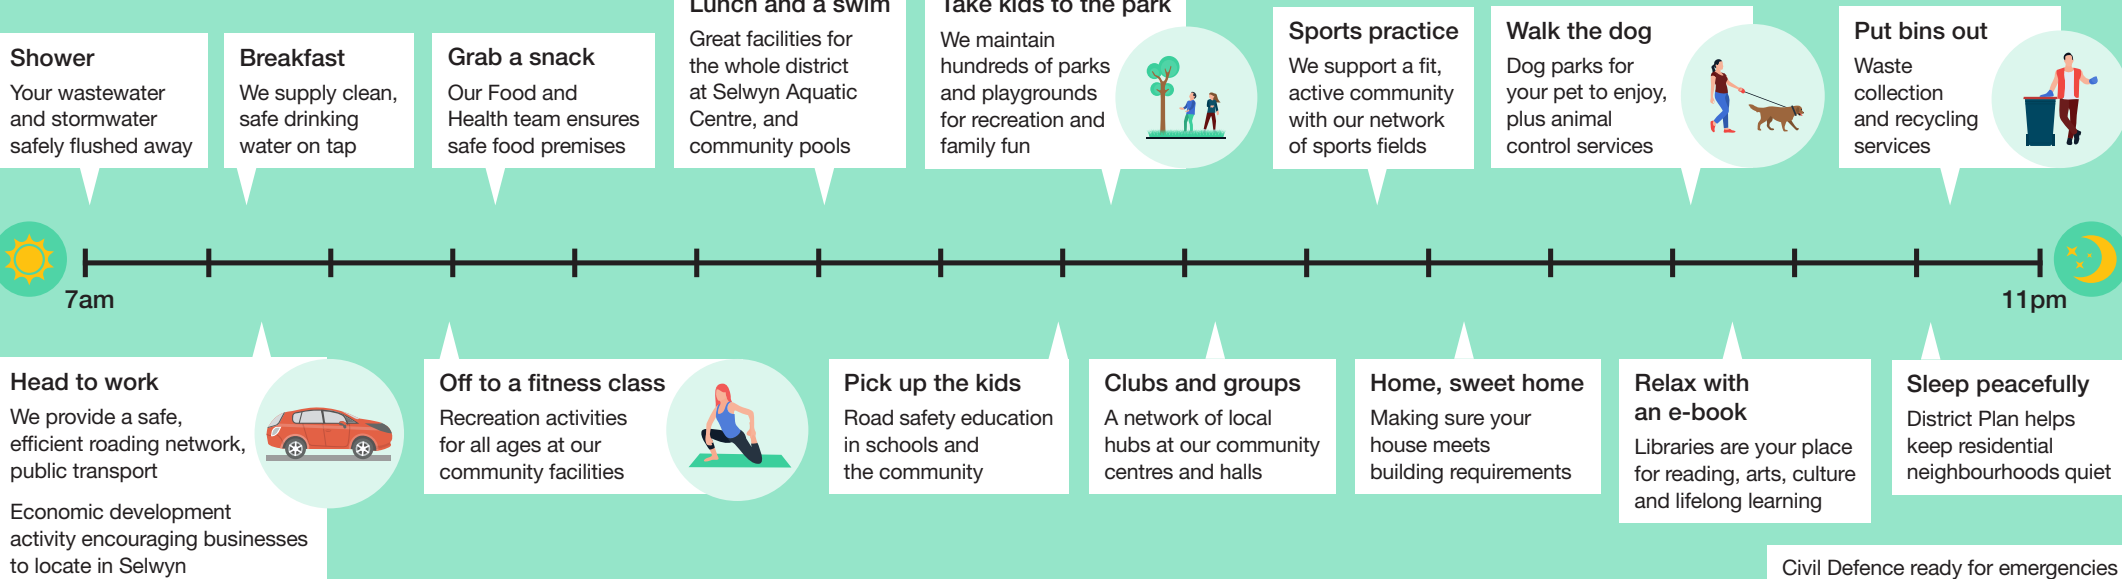 Shower
Your wastewater
and stormwater
safely flushed away
Breakfast
We supply clean,
safe drinking
water on tap
Grab a snack
Our Food and
Health team ensures
safe food premises
Lunch and a swim
Great facilities for
the whole district
at Selwyn Aquatic
Centre, and
community pools
Take kids to the park
We maintain
hundreds of parks
and playgrounds
for recreation and
family fun
Sports practice
We support a fit,
active community
with our network
of sports fields
Walk the dog
Dog parks for
your pet to enjoy,
plus animal
control services
Put bins out
Waste
collection
and recycling
services
7am
11pm
Head to work
We provide a safe,
efficient roading network,
public transport
Economic development
activity encouraging businesses
to locate in Selwyn
Off to a fitness class
Recreation activities
for all ages at our
community facilities
Pick up the kids
Road safety education
in schools and
the community
Clubs and groups
A network of local
hubs at our community
centres and halls
Home, sweet home
Making sure your
house meets
building requirements
Relax with
an e-book
Libraries are your place
for reading, arts, culture
and lifelong learning
Sleep peacefully
District Plan helps
keep residential
neighbourhoods quiet
Civil Defence ready for emergencies